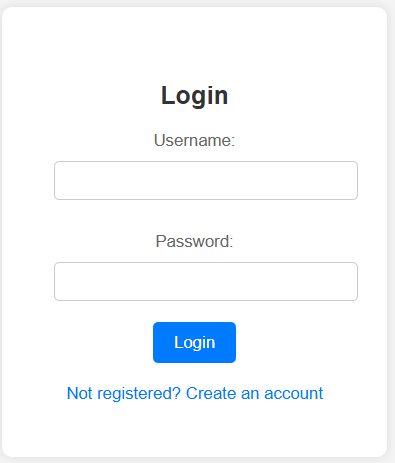 Login
Username:
Password:
Login
Not registered? Create an account